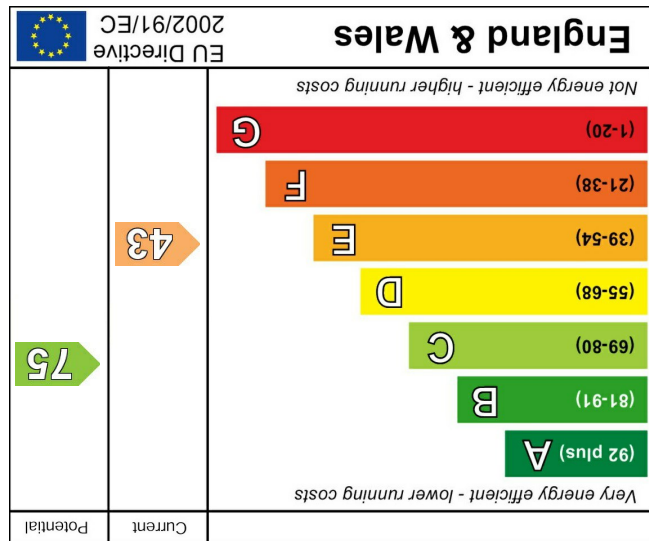 Current Potential
Very energy efficient - lower running costs
(92 plus) A
(81-91) B
(69-80) C
75
(55-68) D
(39-54) E
43
(21-38) F
(1-20) G
Not energy efficient - higher running costs
England & Wales
EU Directive
2002/91/EC